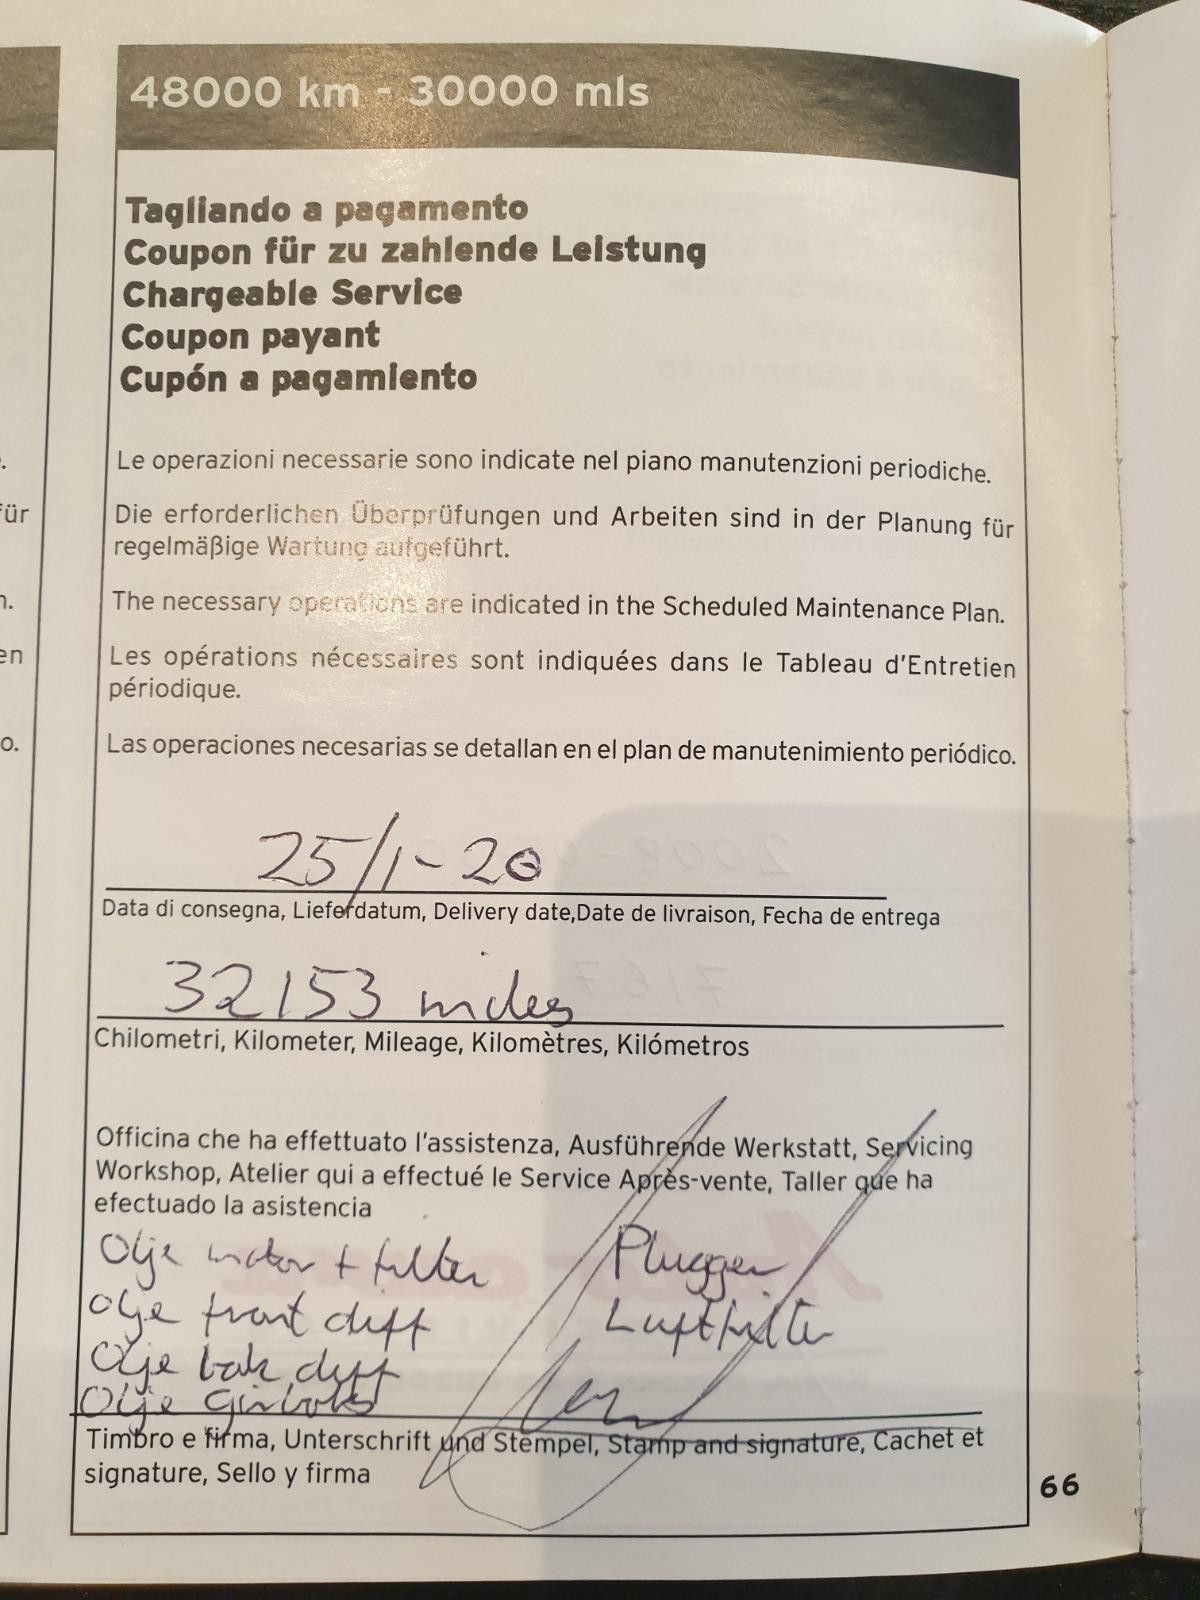 48000 km - 30000 mls
Tagliando a pagamento
Coupon für zu zahlende Leistung
Chargeable Service
Coupon payant
Cupón a pagamiento
Le operazioni necessarie sono indicate nel piano manutenzioni periodiche.
Die erforderlichen Überprüfungen und Arbeiten sind in der Planung für
regelmäßige Wartung aufgeführt.
The necessary operations are indicated in the Scheduled Maintenance Plan.
Les opérations nécessaires sont indiquées dans le Tableau d'Entretien
périodique.
Las operaciones necesarias se detallan en el plan de manutenimiento periódico.
25/1-20
Data di consegna, Lieferdatum, Delivery date,Date de livraison, Fecha de entrega
32153 miles
Chilometri, Kilometer, Mileage, Kilomètres, Kilómetros
Officina che ha effettuato l'assistenza, Ausführende Werkstatt, Servicing
Workshop, Atelier qui a effectué le Service Après-vente, Taller que ha
efectuado la asistencia
Olje motor + filter
Olje front diff
Olje bak diff
Olje girboks
Plugger
Luftfilter
Timbro e firma, Unterschrift und Stempel, Stamp and signature, Cachet et
signature, Sello y firma
66
für
n.
en
o.